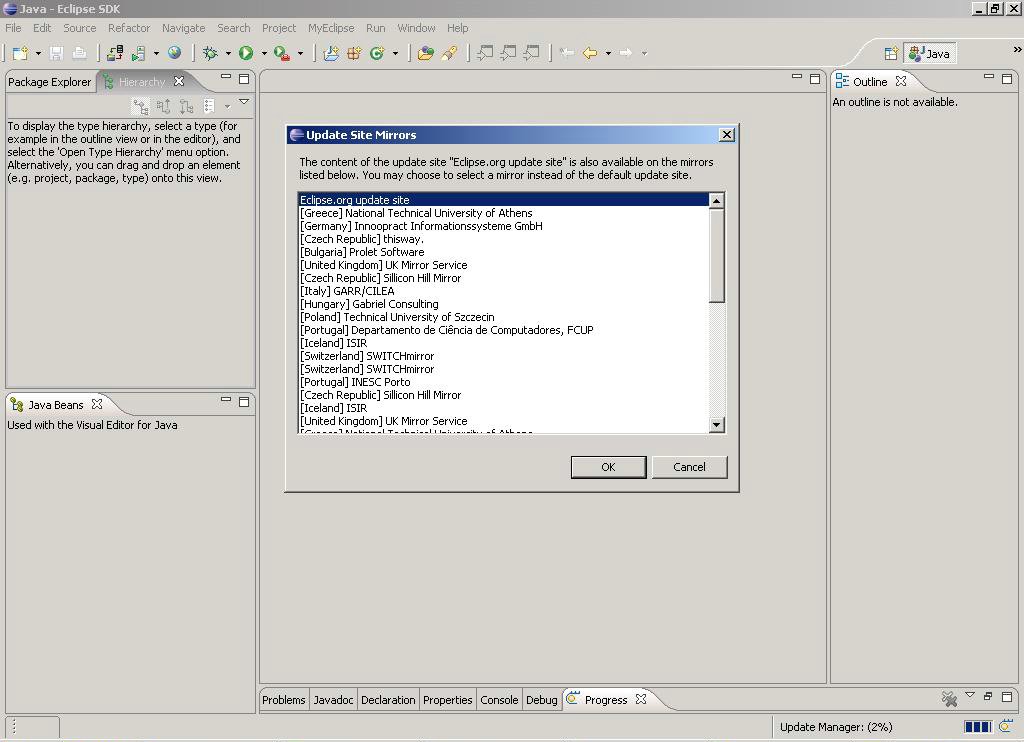 Java - Eclipse SDK
File Edit Source Refactor Navigate Search Project MyEclipse Run Window Help
Java
»
Package Explorer
Hierarchy
To display the type hierarchy, select a type (for
example in the outline view or in the editor), and
select the 'Open Type Hierarchy' menu option.
Alternatively, you can drag and drop an element
(e.g. project, package, type) onto this view.
Java Beans
Used with the Visual Editor for Java
Outline
An outline is not available.
Update Site Mirrors
The content of the update site "Eclipse.org update site" is also available on the mirrors
listed below. You may choose to select a mirror instead of the default update site.
Eclipse.org update site
[Greece] National Technical University of Athens
[Germany] Innoopract Informationssysteme GmbH
[Czech Republic] thisway.
[Bulgaria] Prolet Software
[United Kingdom] UK Mirror Service
[Czech Republic] Sillicon Hill Mirror
[Italy] GARR/CILEA
[Hungary] Gabriel Consulting
[Poland] Technical University of Szczecin
[Portugal] Departamento de Ciência de Computadores, FCUP
[Iceland] ISIR
[Switzerland] SWITCHmirror
[Switzerland] SWITCHmirror
[Portugal] INESC Porto
[Czech Republic] Sillicon Hill Mirror
[Iceland] ISIR
[United Kingdom] UK Mirror Service
[Greece] National Technical University of Athens
OK
Cancel
Problems Javadoc Declaration Properties Console Debug Progress
Update Manager: (2%)